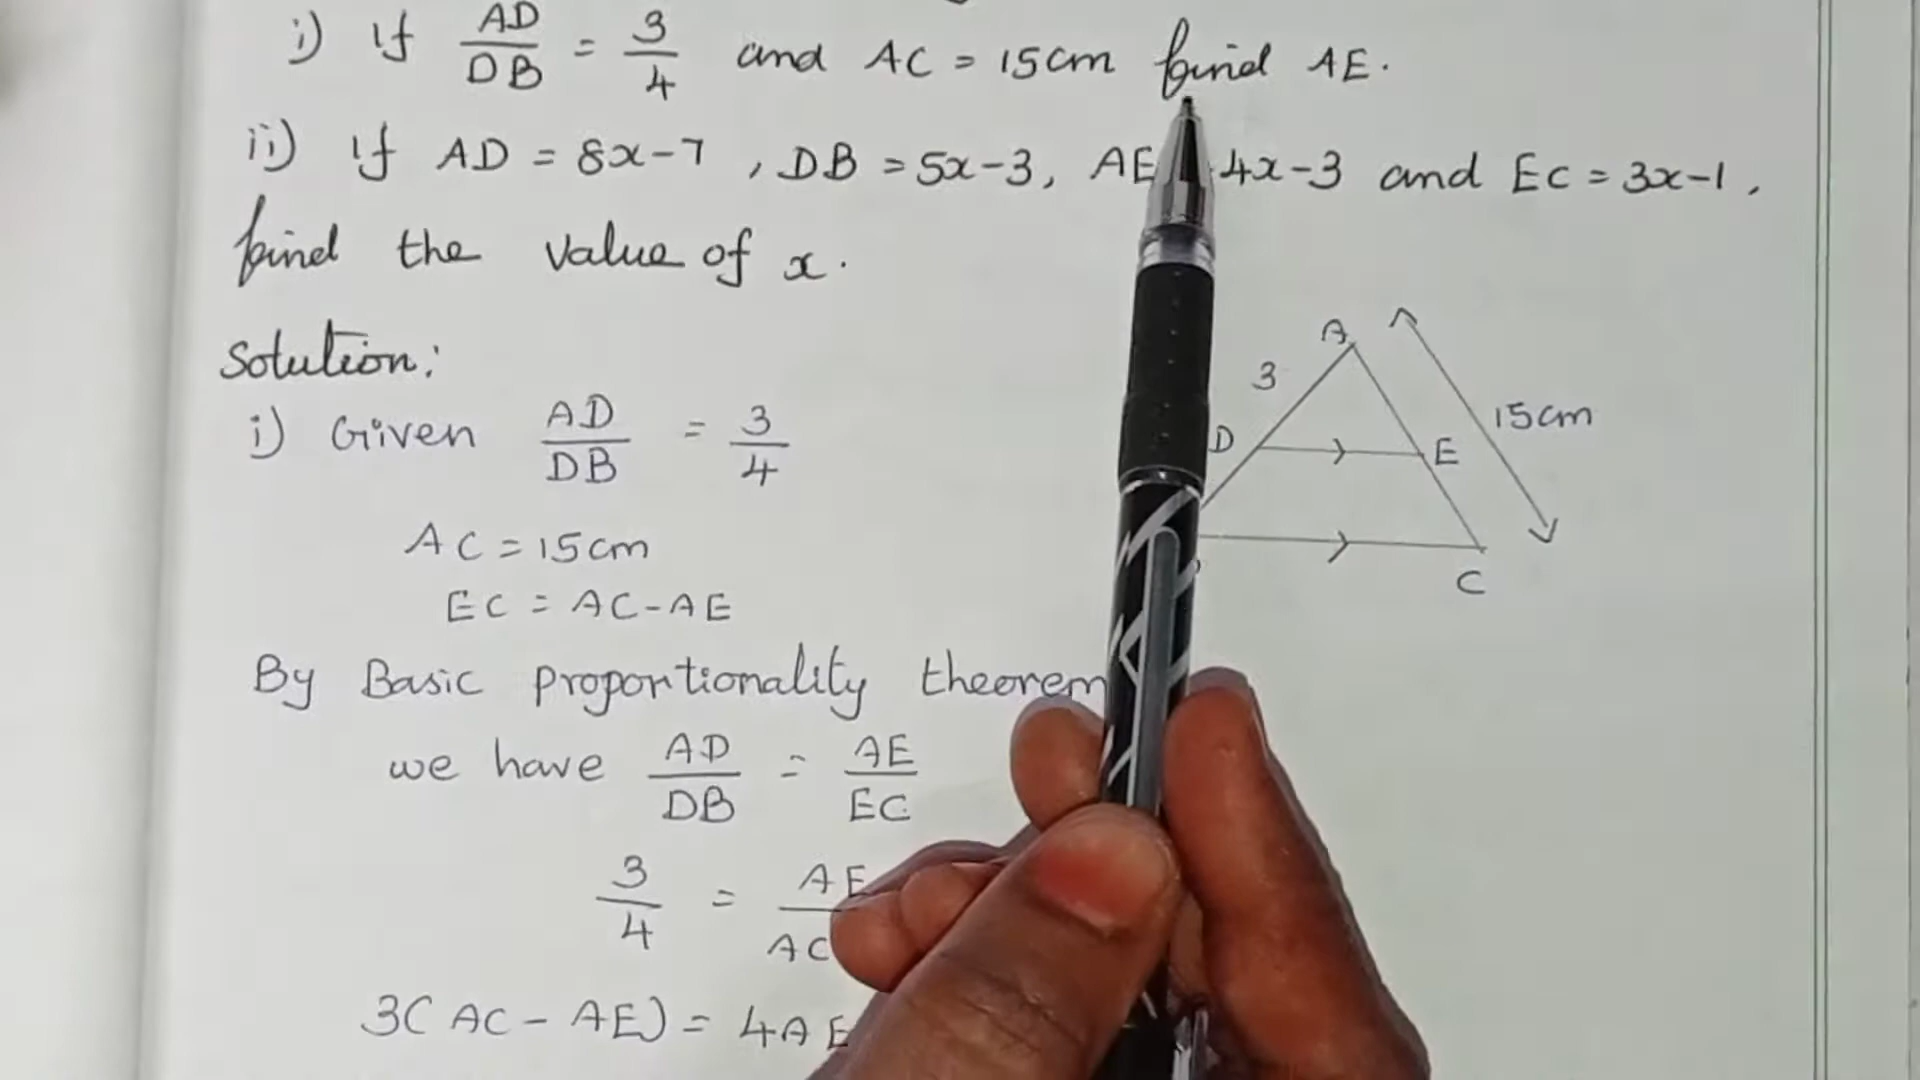 i) If AD/DB = 3/4 and AC = 15cm find AE.
ii) If AD = 8x-7, DB = 5x-3, AE 4x-3 and EC = 3x-1,
find the value of x.
Solution:
i) Given AD/DB = 3/4
AC = 15cm
EC = AC-AE
By Basic proportionality theorem
we have AD/DB = AE/EC
3/4 = AE/AC
3(AC - AE) = 4AE
A
3
D
E
15cm
C